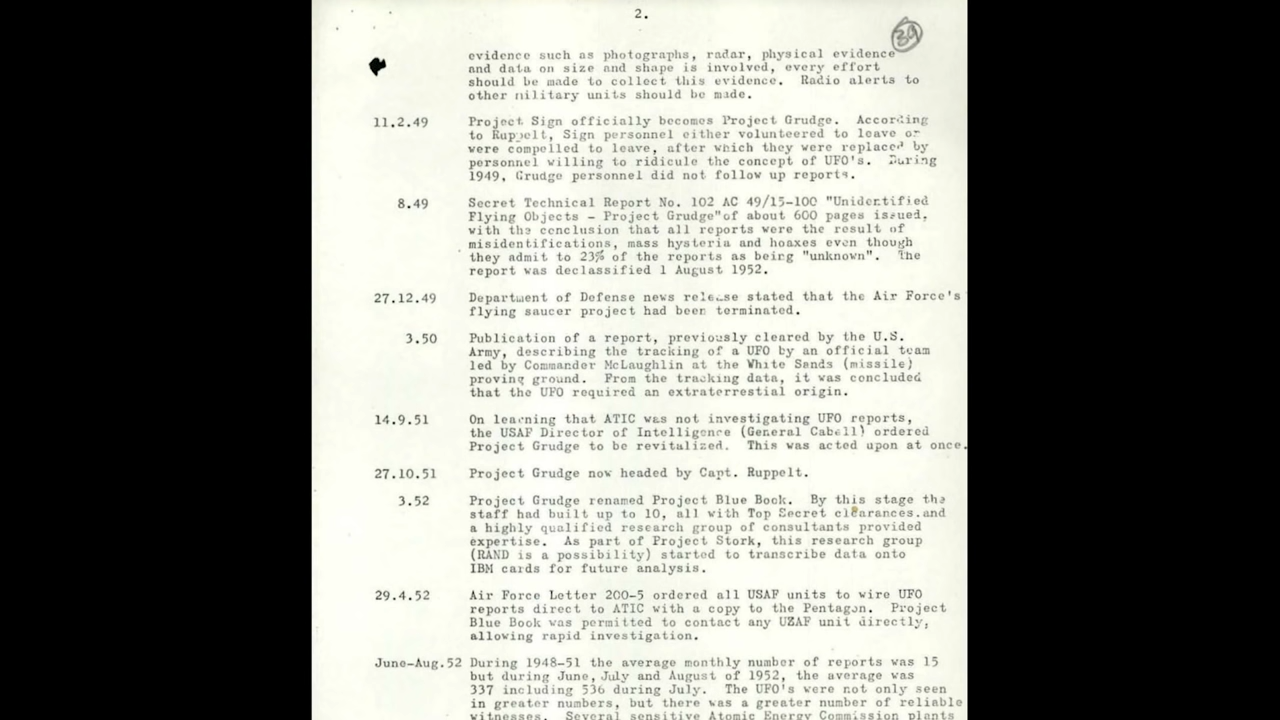 2.
39
evidence such as photographs, radar, physical evidence
and data on size and shape is involved, every effort
should be made to collect this evidence. Radio alerts to
other military units should be made.
11.2.49 Project Sign officially becomes Project Grudge. According
to Ruppelt, Sign personnel either volunteered to leave or
were compelled to leave, after which they were replaced by
personnel willing to ridicule the concept of UFO's. During
1949, Grudge personnel did not follow up reports.
8.49 Secret Technical Report No. 102 AC 49/15-100 "Unidentified
Flying Objects - Project Grudge"of about 600 pages issued,
with the conclusion that all reports were the result of
misidentifications, mass hysteria and hoaxes even though
they admit to 23% of the reports as being "unknown". The
report was declassified 1 August 1952.
27.12.49 Department of Defense news release stated that the Air Force's
flying saucer project had been terminated.
3.50 Publication of a report, previously cleared by the U.S.
Army, describing the tracking of a UFO by an official team
led by Commander McLaughlin at the White Sands (missile)
proving ground. From the tracking data, it was concluded
that the UFO required an extraterrestial origin.
14.9.51 On learning that ATIC was not investigating UFO reports,
the USAF Director of Intelligence (General Cabell) ordered
Project Grudge to be revitalized. This was acted upon at once.
27.10.51 Project Grudge now headed by Capt. Ruppelt.
3.52 Project Grudge renamed Project Blue Book. By this stage the
staff had built up to 10, all with Top Secret clearances.and
a highly qualified research group of consultants provided
expertise. As part of Project Stork, this research group
(RAND is a possibility) started to transcribe data onto
IBM cards for future analysis.
29.4.52 Air Force Letter 200-5 ordered all USAF units to wire UFO
reports direct to ATIC with a copy to the Pentagon. Project
Blue Book was permitted to contact any USAF unit directly,
allowing rapid investigation.
June-Aug.52 During 1948-51 the average monthly number of reports was 15
but during June, July and August of 1952, the average was
337 including 536 during July. The UFO's were not only seen
in greater numbers, but there was a greater number of reliable
witnesses. Several sensitive Atomic Energy Commission plants